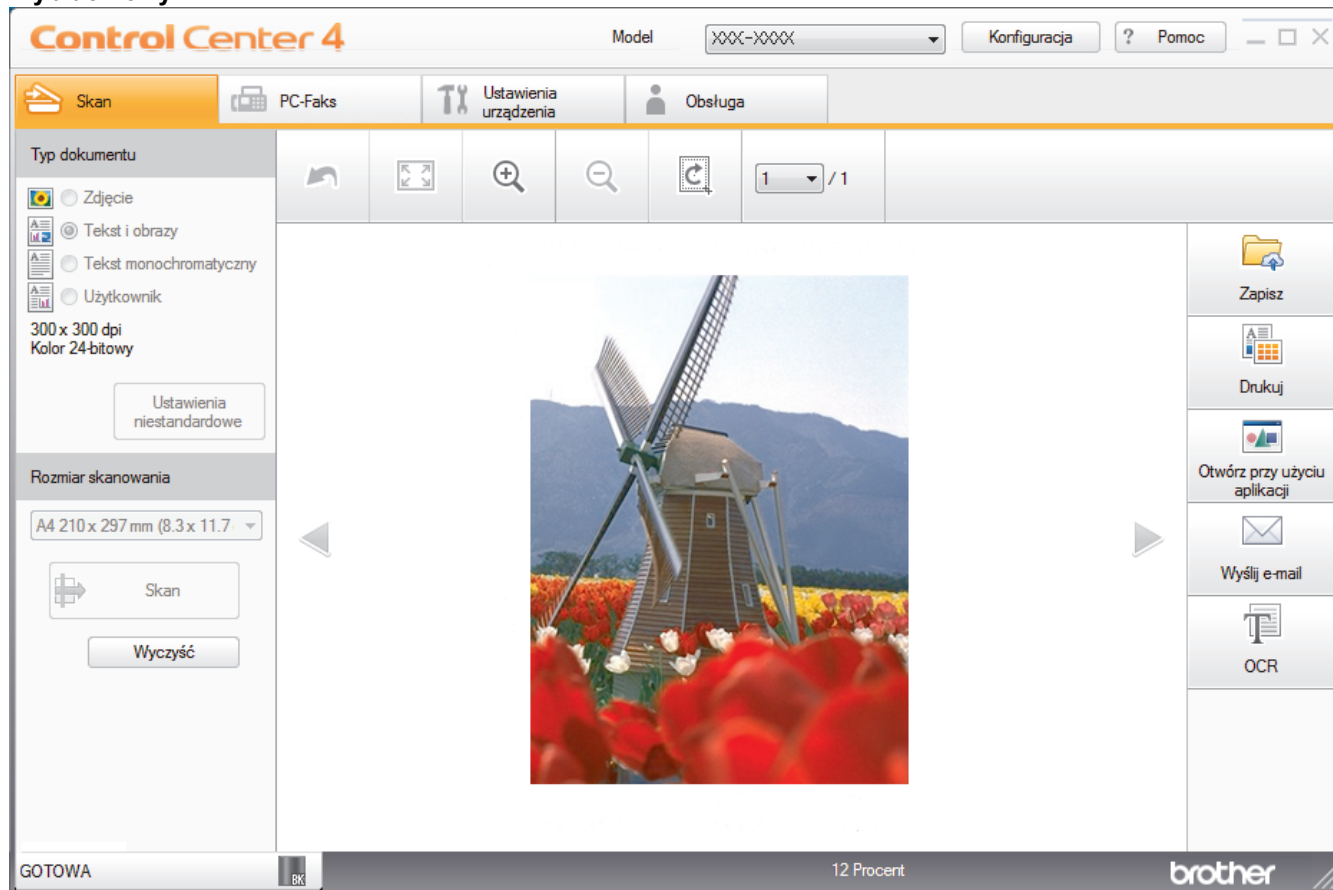 Control Center 4
Model
XXX-XXXX
Konfiguracja
? Pomoc
Skan
PC-Faks
Ustawienia
urządzenia
Obsługa
Typ dokumentu
Zdjęcie
Tekst i obrazy
Tekst monochromatyczny
Użytkownik
300 x 300 dpi
Kolor 24-bitowy
Ustawienia
niestandardowe
Rozmiar skanowania
A4 210 x 297 mm (8.3 x 11.7
Skan
Wyczyść
1 / 1
Zapisz
Drukuj
Otwórz przy użyciu
aplikacji
Wyślij e-mail
OCR
GOTOWA
BK
12 Procent
brother